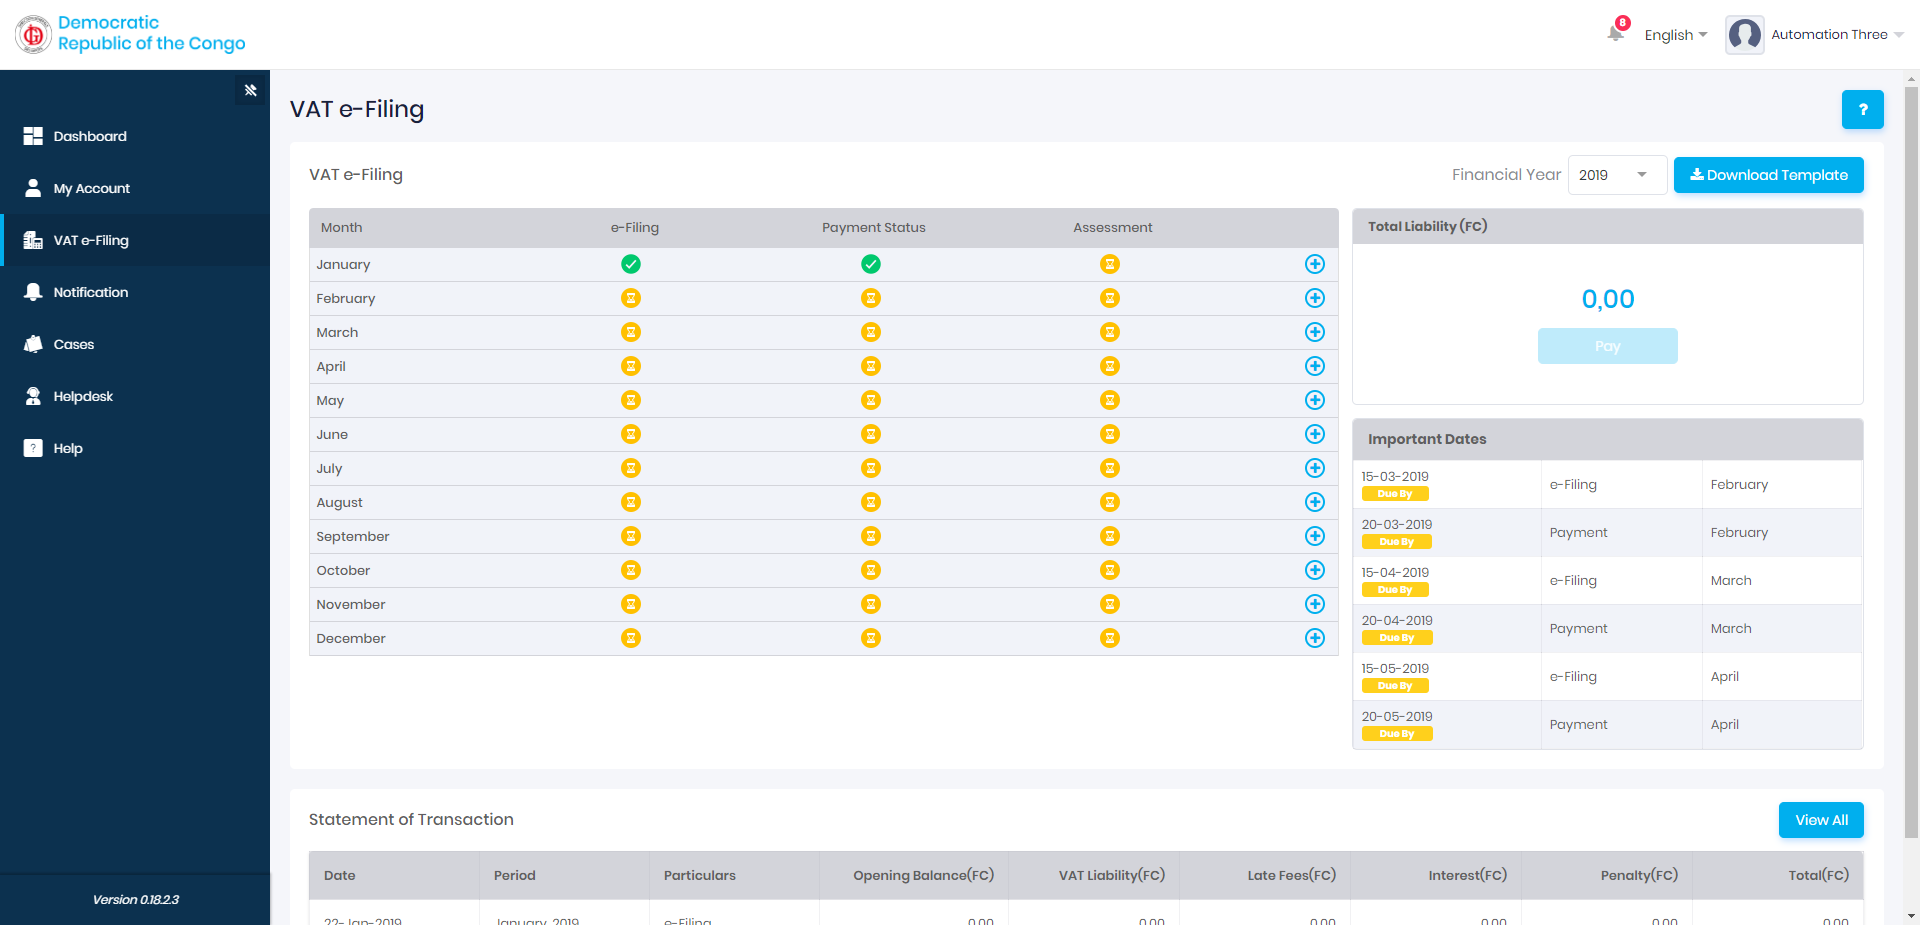 Democratic
Republic of the Congo
8
English
Automation Three
Dashboard
My Account
VAT e-Filing
Notification
Cases
Helpdesk
? Help
Version 0.18.2.3
VAT e-Filing
?
VAT e-Filing
Financial Year 2019 Download Template
Month e-Filing Payment Status Assessment
January
February
March
April
May
June
July
August
September
October
November
December
Total Liability (FC)
0,00
Pay
Important Dates
15-03-2019 e-Filing February
Due By
20-03-2019 Payment February
Due By
15-04-2019 e-Filing March
Due By
20-04-2019 Payment March
Due By
15-05-2019 e-Filing April
Due By
20-05-2019 Payment April
Due By
Statement of Transaction
View All
Date Period Particulars Opening Balance(FC) VAT Liability(FC) Late Fees(FC) Interest(FC) Penalty(FC) Total(FC)
22-Jan-2019 January, 2019 e-Filing 0,00 0,00 0,00 0,00 0,00 0,00